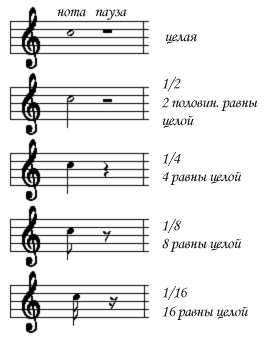 нота пауза
целая
1/2
2 половин. равны
целой
1/4
4 равны целой
1/8
8 равны целой
1/16
16 равны целой